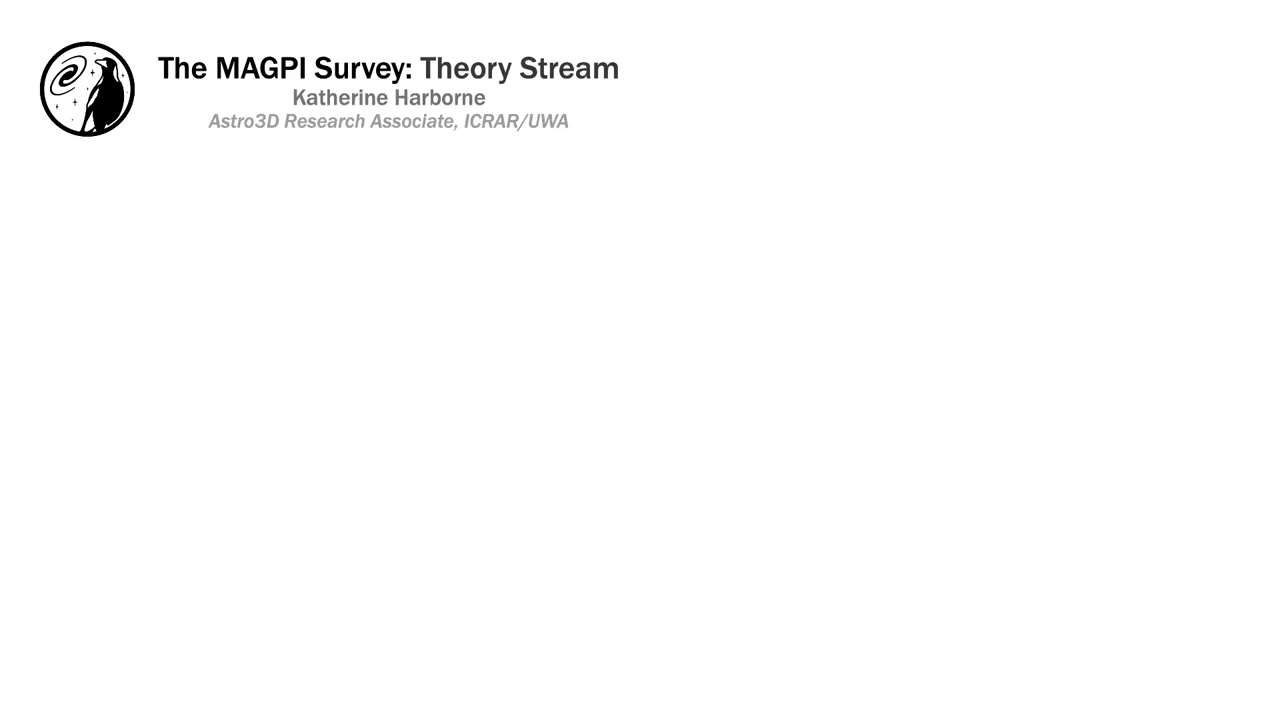 The MAGPI Survey: Theory Stream
Katherine Harborne
Astro3D Research Associate, ICRAR/UWA